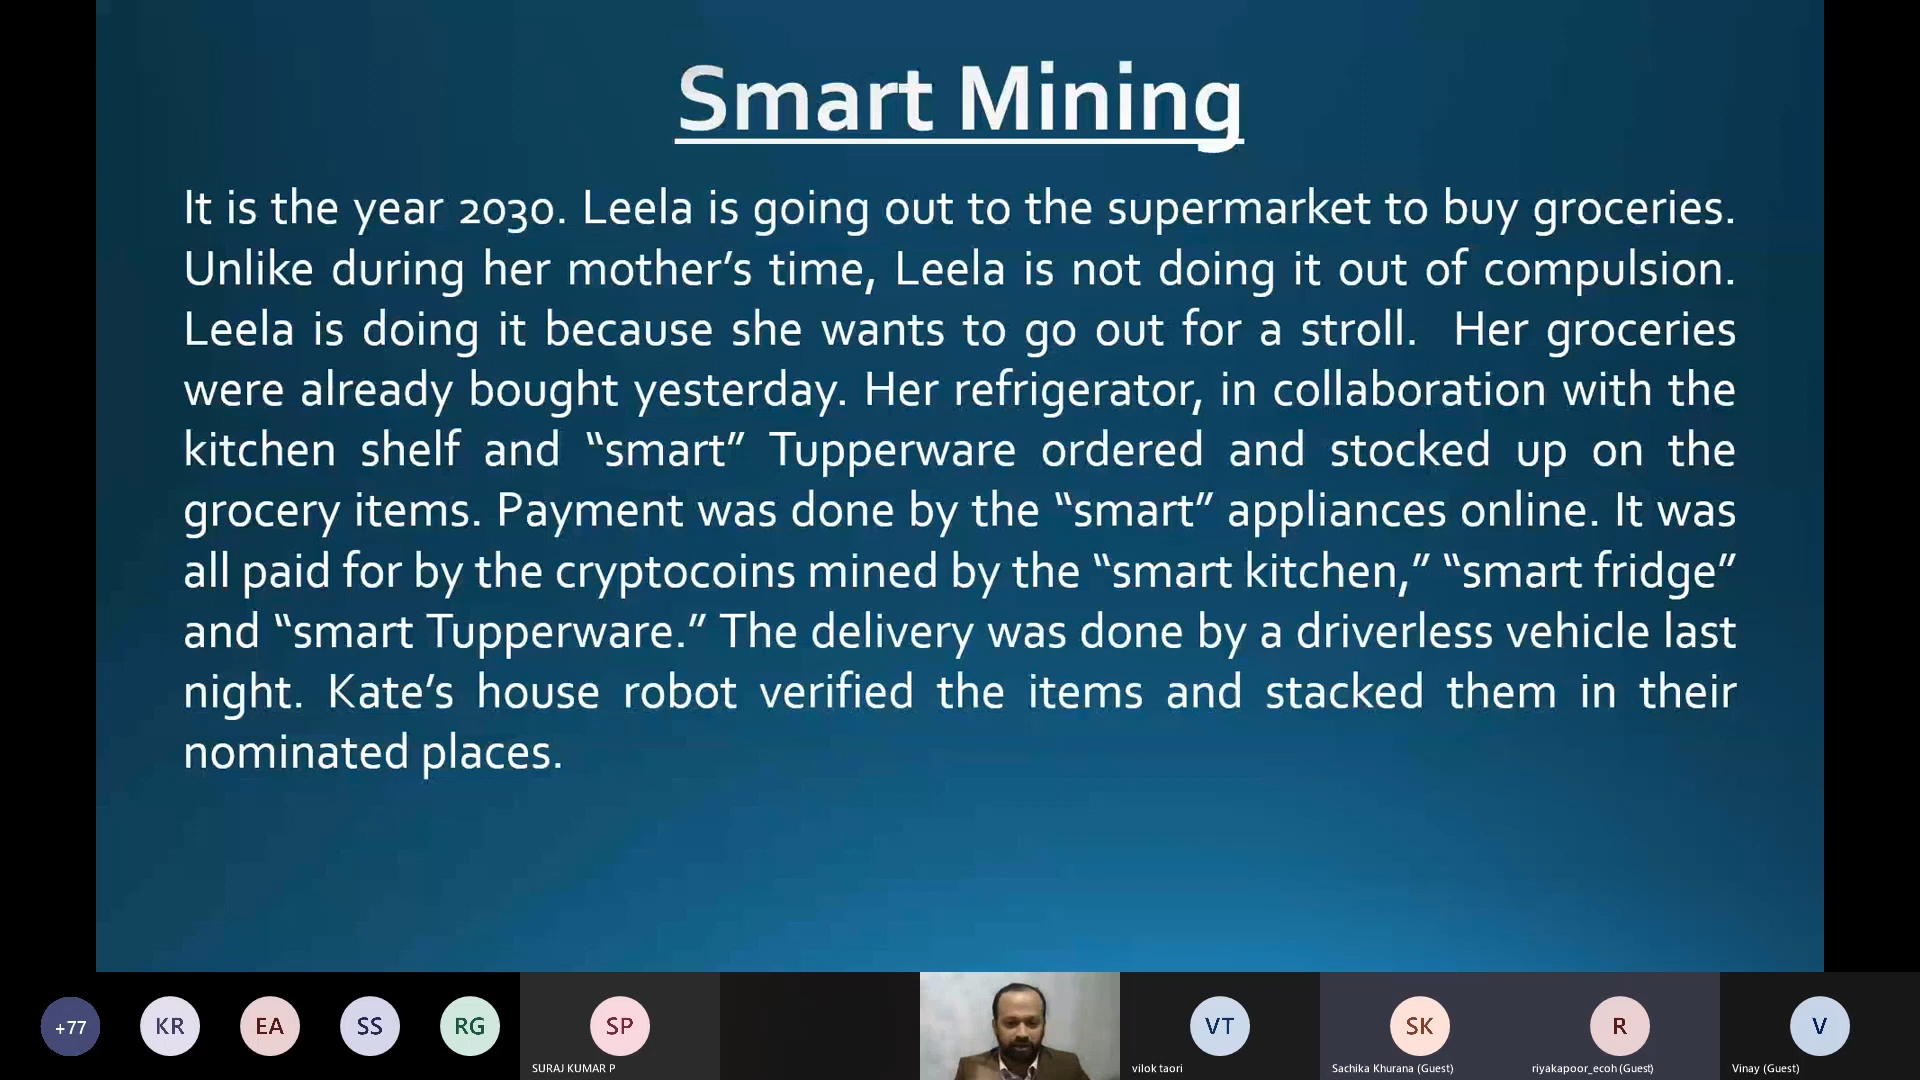 Smart Mining
It is the year 2030. Leela is going out to the supermarket to buy groceries.
Unlike during her mother’s time, Leela is not doing it out of compulsion.
Leela is doing it because she wants to go out for a stroll.  Her groceries
were already bought yesterday. Her refrigerator, in collaboration with the
kitchen shelf and “smart” Tupperware ordered and stocked up on the
grocery items. Payment was done by the “smart” appliances online. It was
all paid for by the cryptocoins mined by the “smart kitchen,” “smart fridge”
and “smart Tupperware.” The delivery was done by a driverless vehicle last
night. Kate’s house robot verified the items and stacked them in their
nominated places.
+77 KR EA SS RG SP VT SK R V
SURAJ KUMAR P vilok taori Sachika Khurana (Guest) riyakapoor_ecoh (Guest) Vinay (Guest)